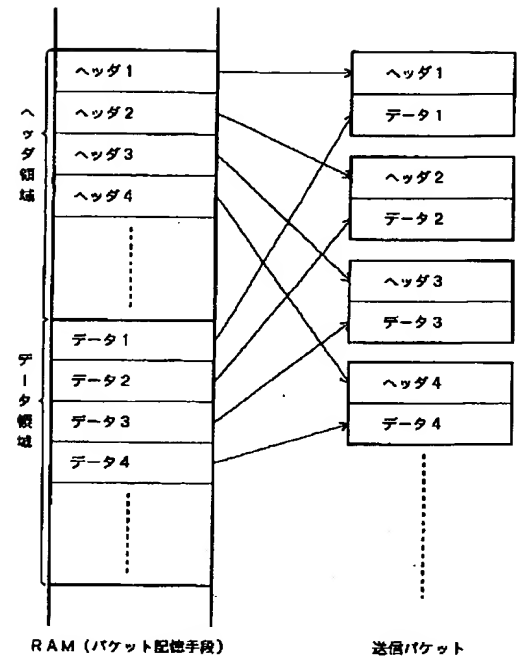 ヘッダ領域
ヘッダ1
ヘッダ2
ヘッダ3
ヘッダ4
データ領域
データ1
データ2
データ3
データ4
RAM(パケット記憶手段)
ヘッダ1
データ1
ヘッダ2
データ2
ヘッダ3
データ3
ヘッダ4
データ4
送信パケット